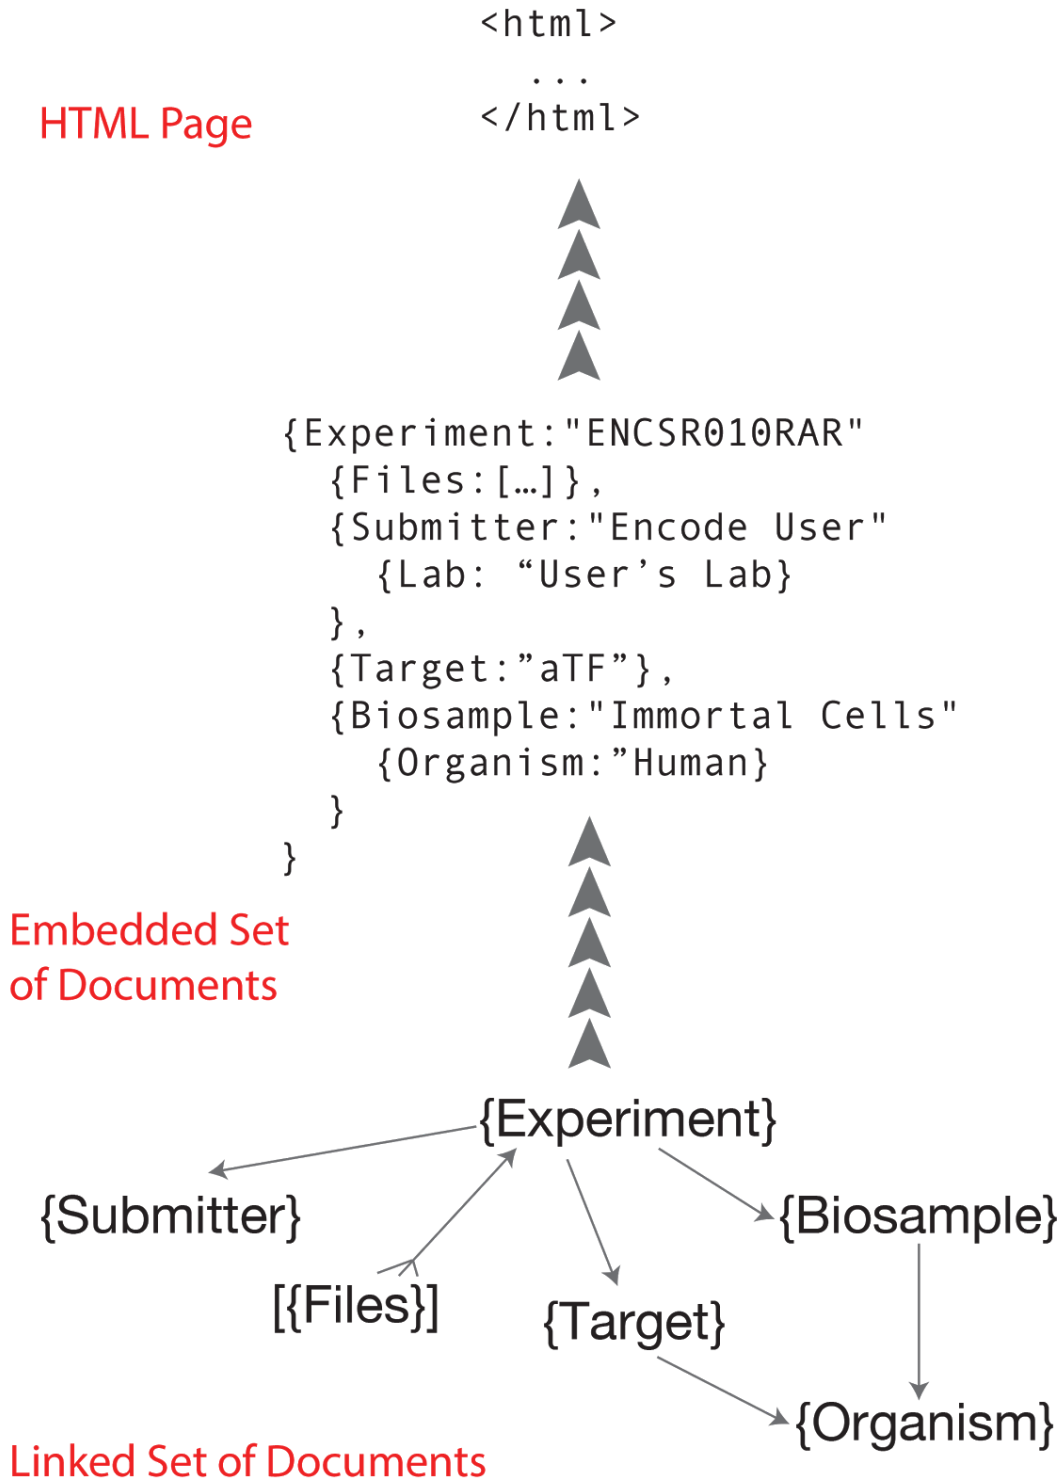 <html>
...
</html>
HTML Page
{Experiment:"ENCSR010RAR"
{Files:[…]},
{Submitter:"Encode User"
{Lab: “User’s Lab}
},
{Target:”aTF”},
{Biosample:"Immortal Cells"
{Organism:”Human}
}
}
Embedded Set
of Documents
{Experiment}
{Submitter}
{Biosample}
[{Files}]
{Target}
{Organism}
Linked Set of Documents